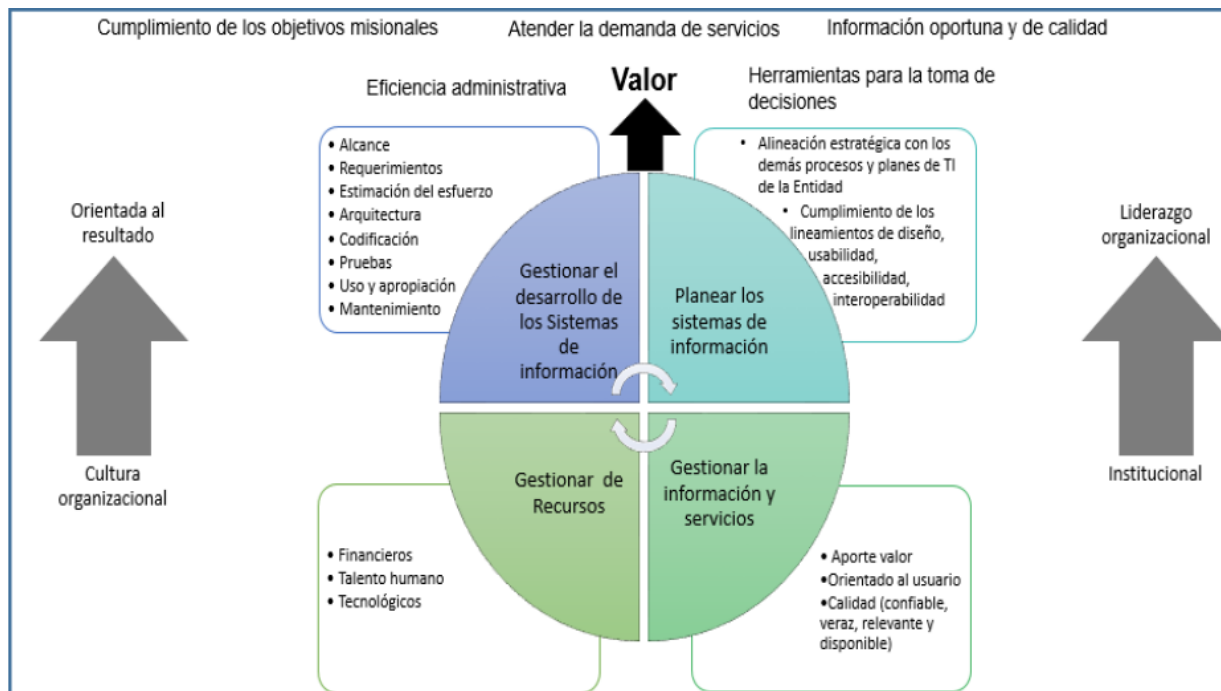 Cumplimiento de los objetivos misionales
Atender la demanda de servicios
Información oportuna y de calidad
Eficiencia administrativa
Valor
Herramientas para la toma de
decisiones
• Alcance
• Requerimientos
• Estimación del esfuerzo
• Arquitectura
• Codificación
• Pruebas
• Uso y apropiación
• Mantenimiento
• Alineación estratégica con los
demás procesos y planes de TI
de la Entidad
• Cumplimiento de los
lineamientos de diseño,
usabilidad,
accesibilidad,
interoperabilidad
Orientada al
resultado
Cultura
organizacional
Liderazgo
organizacional
Institucional
Gestionar el
desarrollo de
los Sistemas
de
información
Planear los
sistemas de
información
Gestionar de
Recursos
Gestionar la
información y
servicios
• Financieros
• Talento humano
• Tecnológicos
• Aporte valor
•Orientado al usuario
•Calidad (confiable,
veraz, relevante y
disponible)